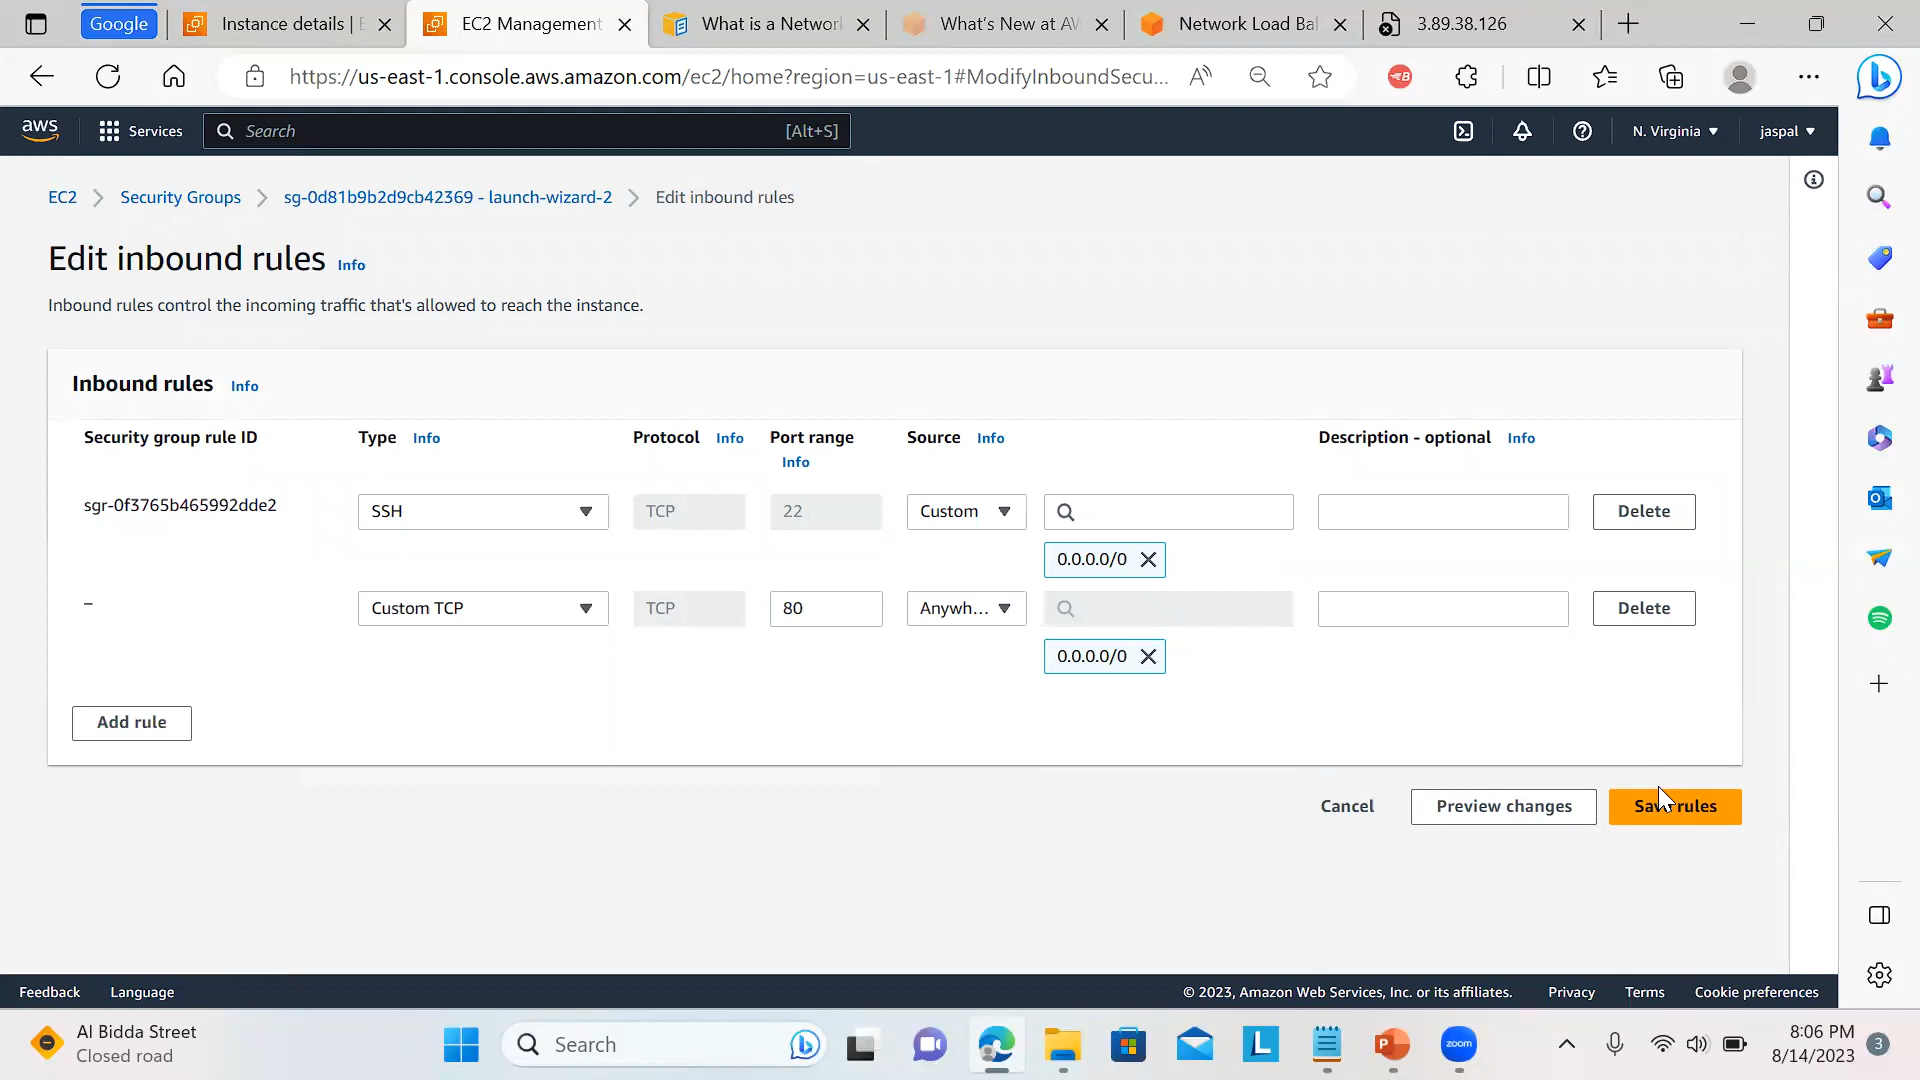 Google
Instance details | E
EC2 Management
What is a Networ
What's New at AW
Network Load Bal
3.89.38.126
https://us-east-1.console.aws.amazon.com/ec2/home?region=us-east-1#ModifyInboundSecu...
aws
Services
Search
[Alt+S]
N. Virginia
jaspal
EC2
Security Groups
sg-0d81b9b2d9cb42369 - launch-wizard-2
Edit inbound rules
Edit inbound rules Info
Inbound rules control the incoming traffic that's allowed to reach the instance.
Inbound rules Info
Security group rule ID
Type Info
Protocol Info
Port range
Info
Source Info
Description - optional Info
sgr-0f3765b465992dde2
SSH
TCP
22
Custom
Delete
0.0.0.0/0
–
Custom TCP
TCP
80
Anywh...
Delete
0.0.0.0/0
Add rule
Cancel
Preview changes
Save rules
Feedback
Language
© 2023, Amazon Web Services, Inc. or its affiliates.
Privacy
Terms
Cookie preferences
Al Bidda Street
Closed road
Search
zoom
8:06 PM
8/14/2023
3